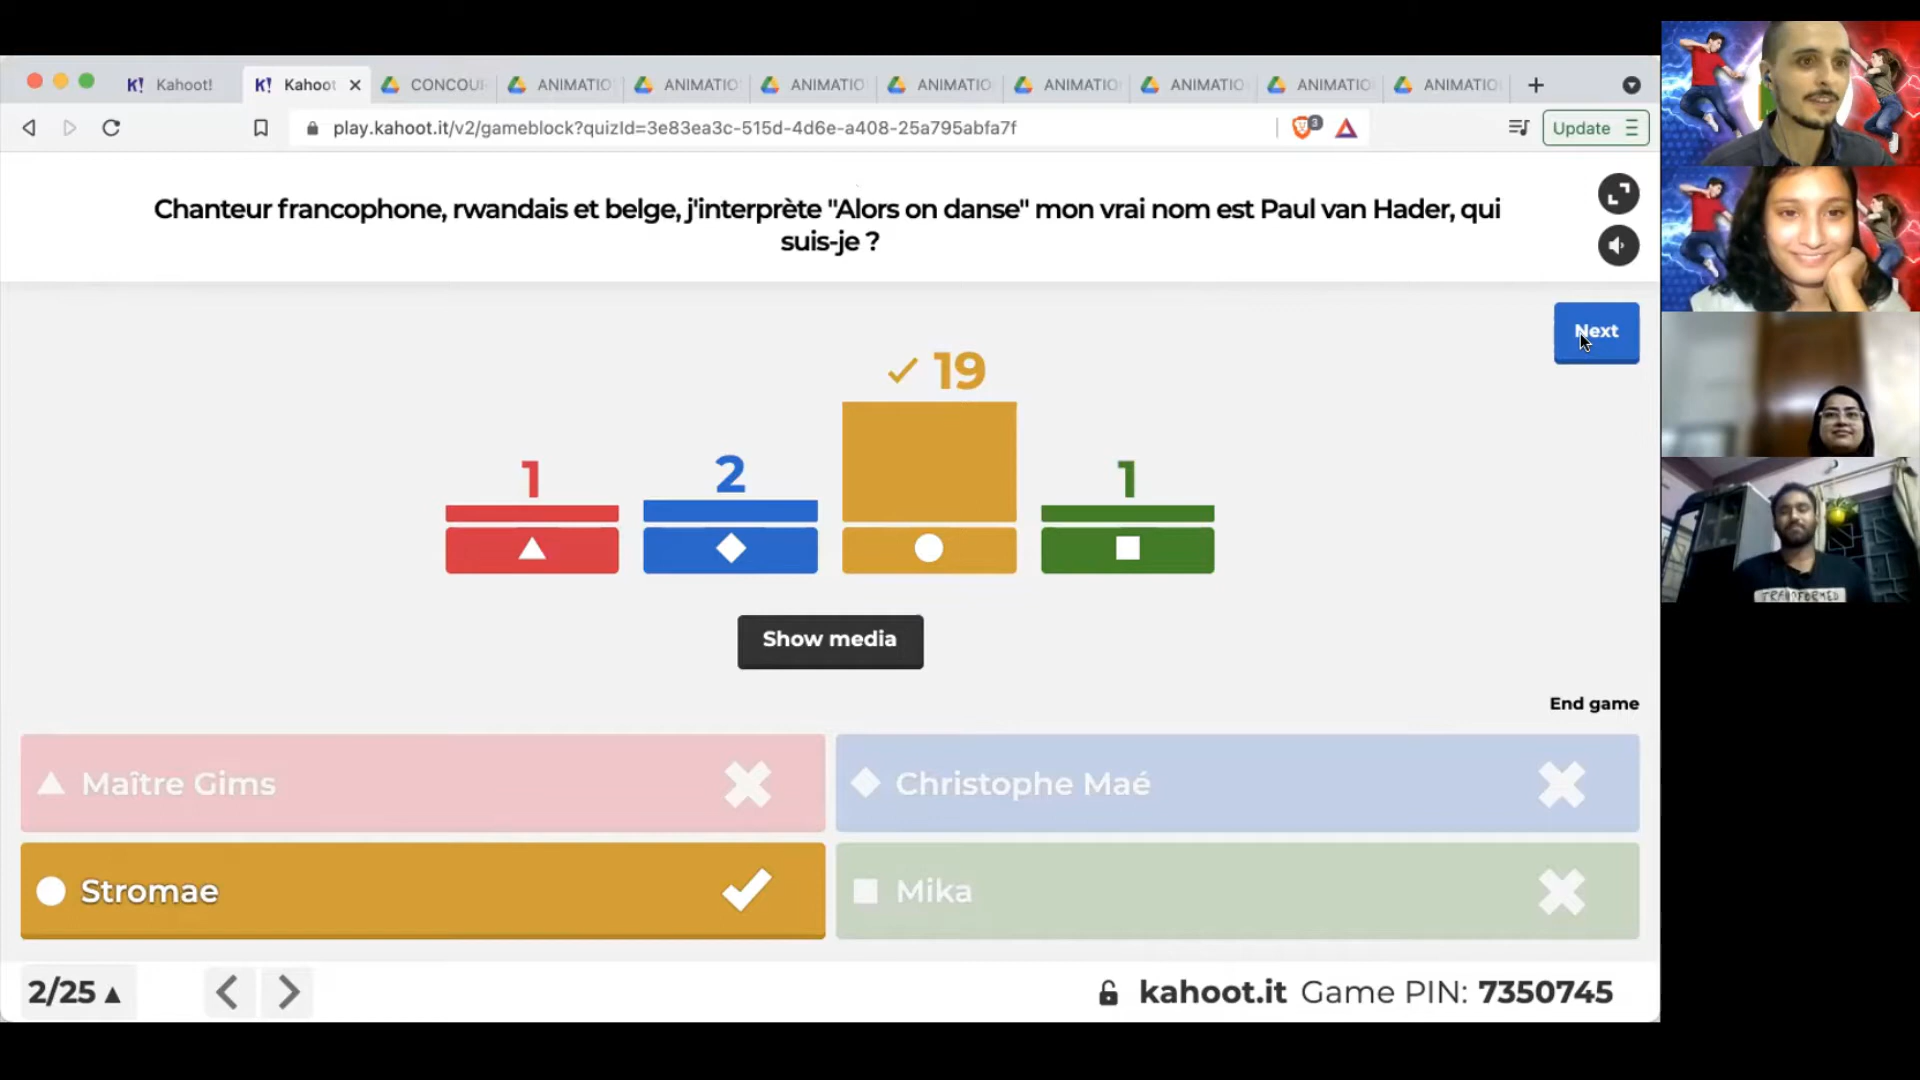 K! Kahoot!
K! Kahoot
CONCOU
ANIMATIO
ANIMATIO
ANIMATIO
ANIMATIO
ANIMATIO
ANIMATIO
ANIMATIO
ANIMATIO
play.kahoot.it/v2/gameblock?quizId=3e83ea3c-515d-4d6e-a408-25a795abfa7f
3
Update
Chanteur francophone, rwandais et belge, j'interprète "Alors on danse" mon vrai nom est Paul van Hader, qui
suis-je ?
Next
19
1
2
1
Show media
End game
Maître Gims
Christophe Maé
Stromae
Mika
2/25
kahoot.it Game PIN: 7350745
TRANSFORMED